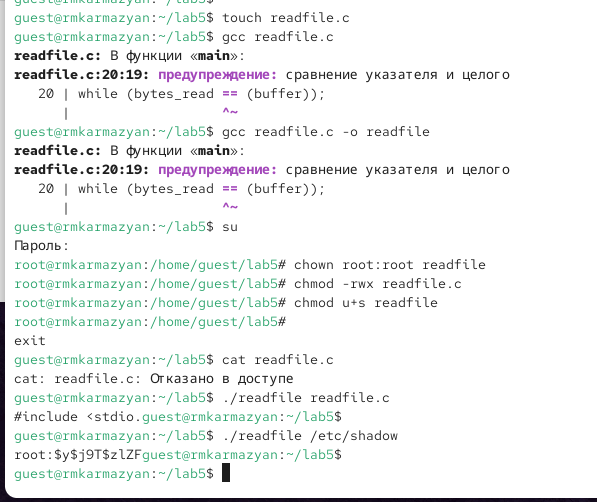 guest@rmkarmazyan:~/lab5$ touch readfile.c
guest@rmkarmazyan:~/lab5$ gcc readfile.c
readfile.c: В функции «main»:
readfile.c:20:19: предупреждение: сравнение указателя и целого
   20 | while (bytes_read == (buffer));
      |                   ^~
guest@rmkarmazyan:~/lab5$ gcc readfile.c -o readfile
readfile.c: В функции «main»:
readfile.c:20:19: предупреждение: сравнение указателя и целого
   20 | while (bytes_read == (buffer));
      |                   ^~
guest@rmkarmazyan:~/lab5$ su
Пароль:
root@rmkarmazyan:/home/guest/lab5# chown root:root readfile
root@rmkarmazyan:/home/guest/lab5# chmod -rwx readfile.c
root@rmkarmazyan:/home/guest/lab5# chmod u+s readfile
root@rmkarmazyan:/home/guest/lab5#
exit
guest@rmkarmazyan:~/lab5$ cat readfile.c
cat: readfile.c: Отказано в доступе
guest@rmkarmazyan:~/lab5$ ./readfile readfile.c
#include <stdio.guest@rmkarmazyan:~/lab5$
guest@rmkarmazyan:~/lab5$ ./readfile /etc/shadow
root:$y$j9T$zlZFguest@rmkarmazyan:~/lab5$
guest@rmkarmazyan:~/lab5$